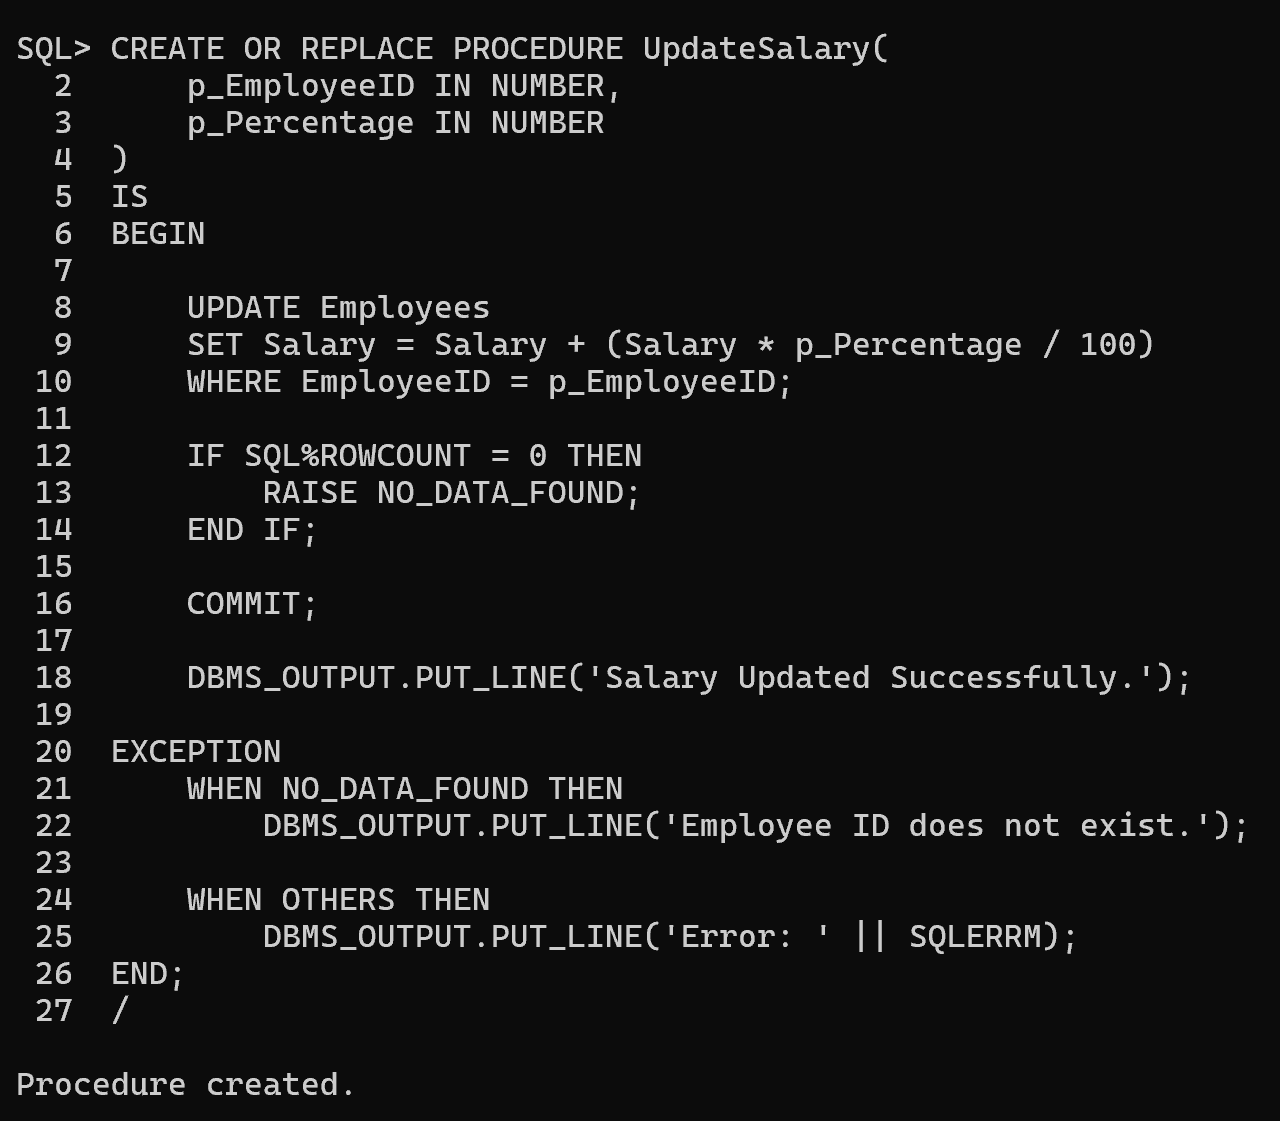 SQL> CREATE OR REPLACE PROCEDURE UpdateSalary(
  2      p_EmployeeID IN NUMBER,
  3      p_Percentage IN NUMBER
  4  )
  5  IS
  6  BEGIN
  7
  8      UPDATE Employees
  9      SET Salary = Salary + (Salary * p_Percentage / 100)
 10      WHERE EmployeeID = p_EmployeeID;
 11
 12      IF SQL%ROWCOUNT = 0 THEN
 13          RAISE NO_DATA_FOUND;
 14      END IF;
 15
 16      COMMIT;
 17
 18      DBMS_OUTPUT.PUT_LINE('Salary Updated Successfully.');
 19
 20  EXCEPTION
 21      WHEN NO_DATA_FOUND THEN
 22          DBMS_OUTPUT.PUT_LINE('Employee ID does not exist.');
 23
 24      WHEN OTHERS THEN
 25          DBMS_OUTPUT.PUT_LINE('Error: ' || SQLERRM);
 26  END;
 27  /

Procedure created.